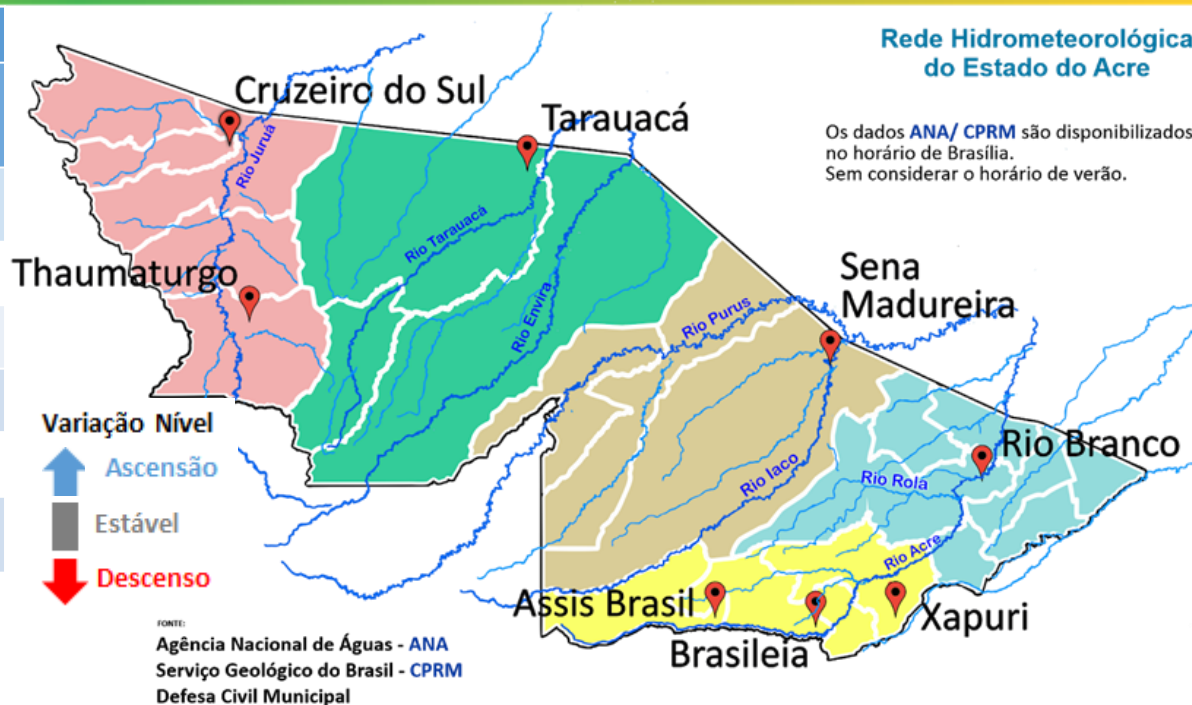 Rede Hidrometeorológica
do Estado do Acre
Os dados ANA/ CPRM são disponibilizados
no horário de Brasília.
Sem considerar o horário de verão.
Cruzeiro do Sul
Tarauacá
Rio Juruá
Rio Tarauacá
Thaumaturgo
Rio Envira
Sena
Madureira
Rio Purus
Rio Branco
Rio Iaco
Rio Rola
Rio Acre
Assis Brasil
Xapuri
Brasileia
Variação Nível
Ascensão
Estável
Descenso
FONTE:
Agência Nacional de Águas - ANA
Serviço Geológico do Brasil - CPRM
Defesa Civil Municipal